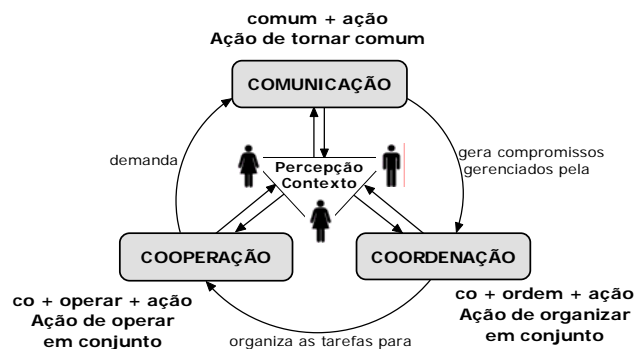 comum + ação
Ação de tornar comum
COMUNICAÇÃO
demanda
Percepção
Contexto
gera compromissos
gerenciados pela
COOPERAÇÃO
COORDENAÇÃO
co + operar + ação
Ação de operar
em conjunto
organiza as tarefas para
co + ordem + ação
Ação de organizar
em conjunto